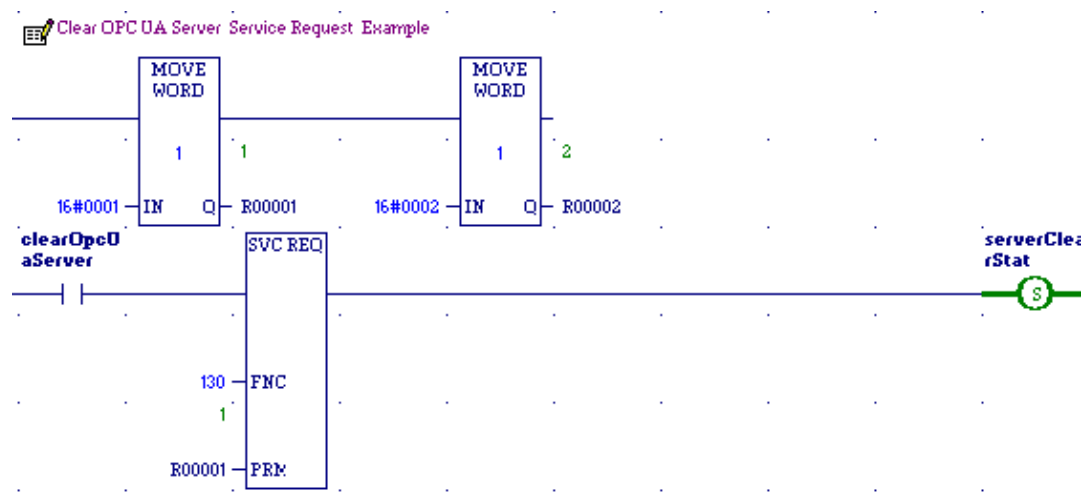 Clear OPC UA Server Service Request Example
MOVE
WORD
MOVE
WORD
1
1
1
2
16#0001
IN
Q
R00001
16#0002
IN
Q
R00002
clearOpcU
aServer
SVC REQ
serverClea
rStat
S
130
FNC
1
R00001
PRM